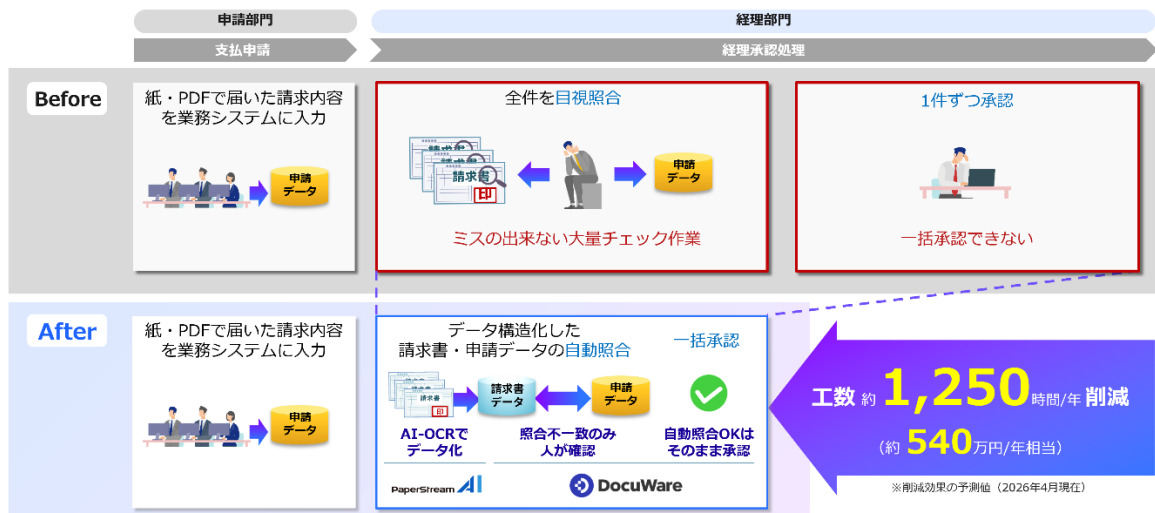 申請部門
経理部門
支払申請
経理承認処理
Before
紙・PDFで届いた請求内容
を業務システムに入力
申請
データ
全件を目視照合
請求書
印
申請
データ
ミスの出来ない大量チェック作業
1件ずつ承認
一括承認できない
After
紙・PDFで届いた請求内容
を業務システムに入力
申請
データ
データ構造化した
請求書・申請データの自動照合
一括承認
請求書
印
請求書
データ
申請
データ
AI-OCRで
データ化
照合不一致のみ
人が確認
自動照合OKは
そのまま承認
PaperStream AI
DocuWare
工数 約 1,250 時間/年 削減
（約 540万円/年相当）
※削減効果の予測値（2026年4月現在）